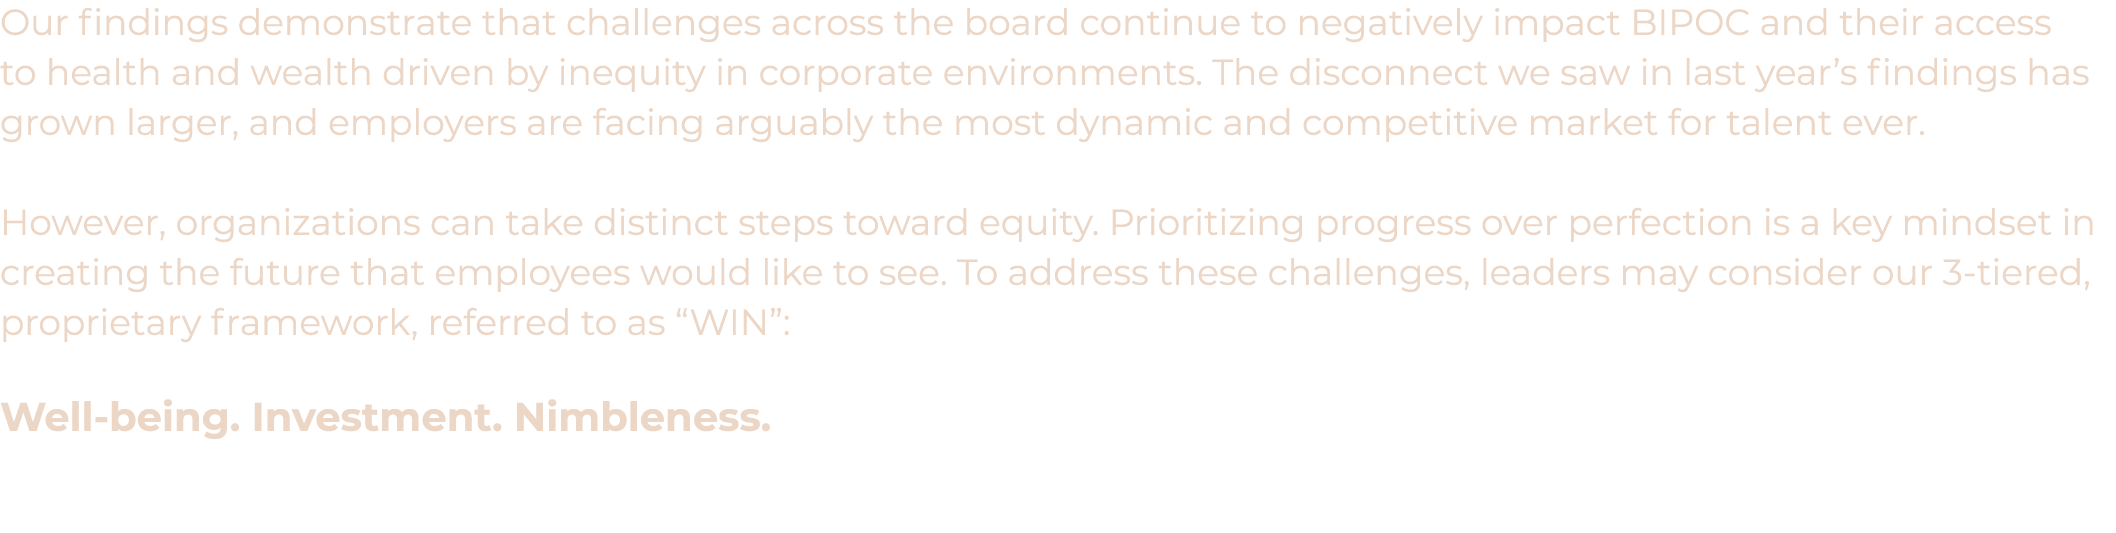 Our findings demonstrate that challenges across the board continue to negatively impact BIPOC and their access
to health and wealth driven by inequity in corporate environments. The disconnect we saw in last year’s findings has
grown larger, and employers are facing arguably the most dynamic and competitive market for talent ever.
However, organizations can take distinct steps toward equity. Prioritizing progress over perfection is a key mindset in
creating the future that employees would like to see. To address these challenges, leaders may consider our 3-tiered,
proprietary framework, referred to as “WIN”:
Well-being. Investment. Nimbleness.